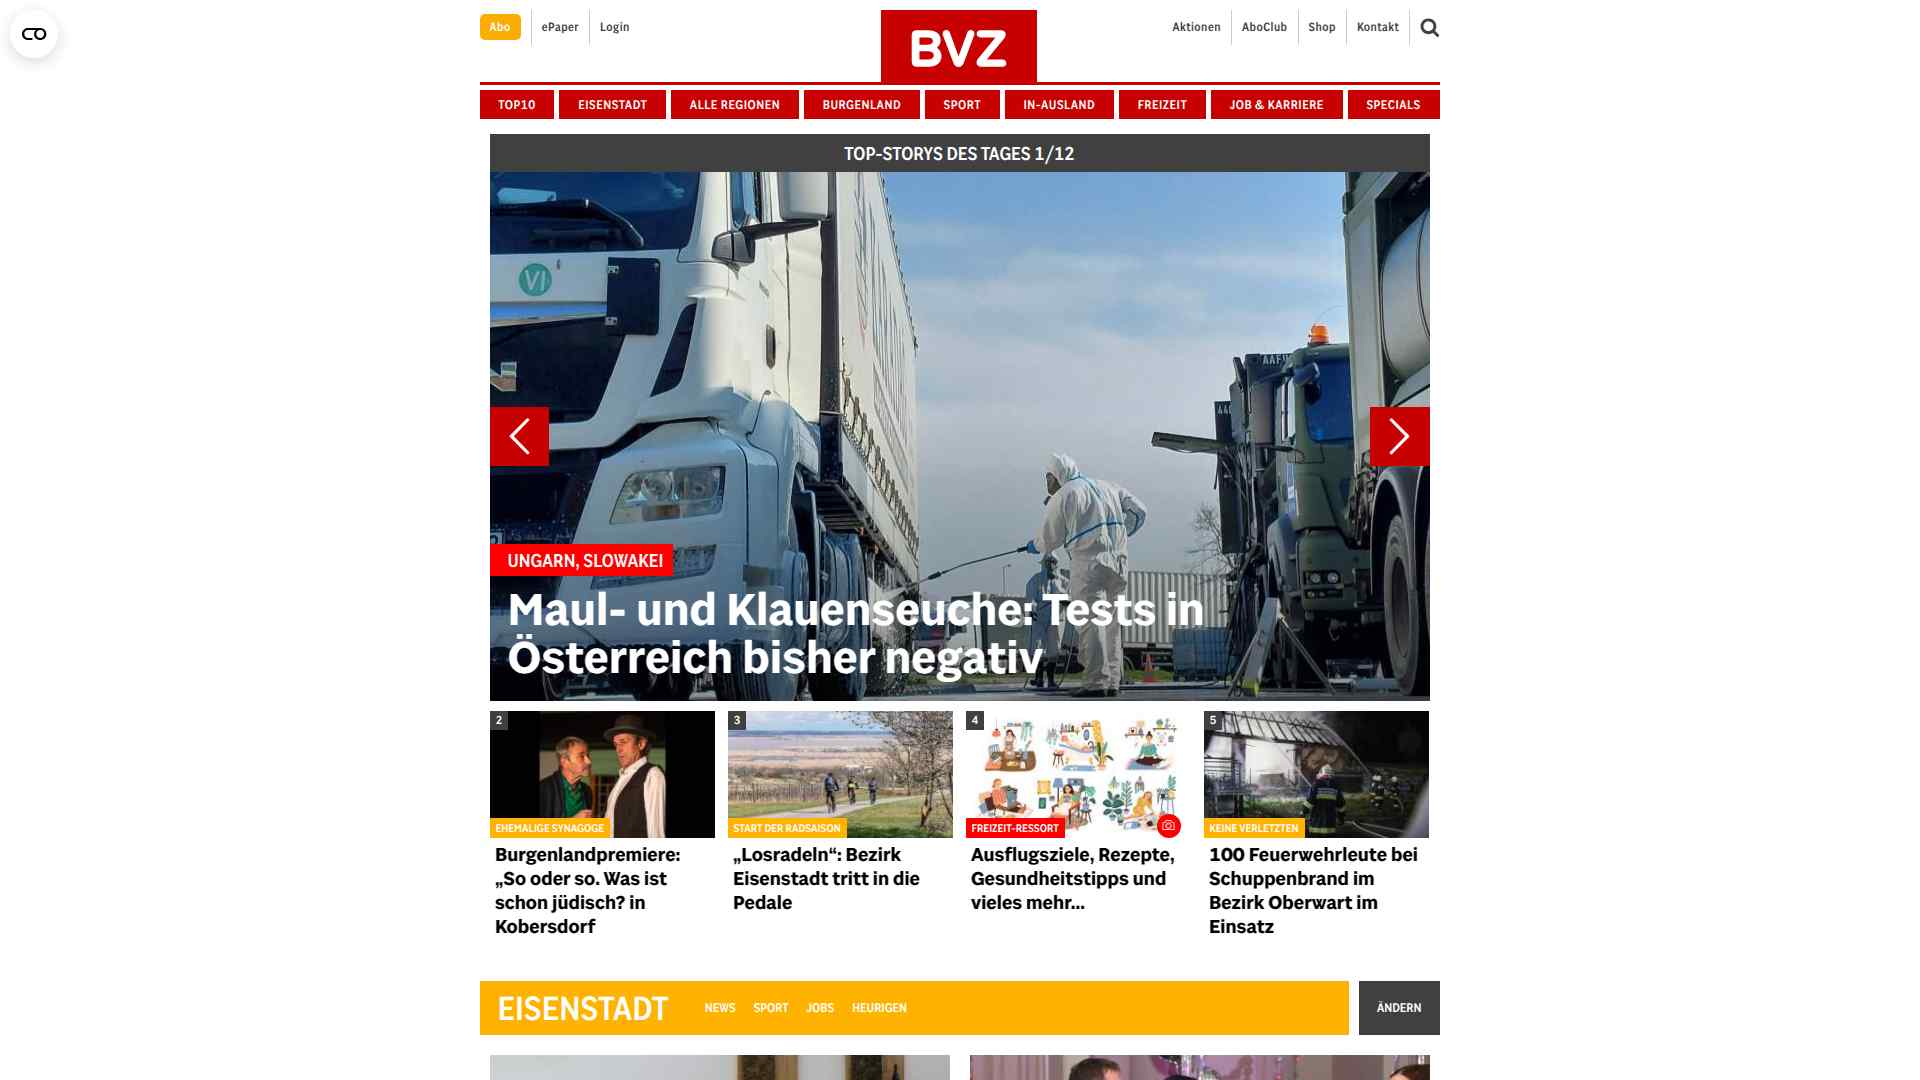 Abo
ePaper
Login
BVZ
Aktionen
AboClub
Shop
Kontakt
TOP10
EISENSTADT
ALLE REGIONEN
BURGENLAND
SPORT
IN-AUSLAND
FREIZEIT
JOB & KARRIERE
SPECIALS
TOP-STORYS DES TAGES 1/12
VI
UNGARN, SLOWAKEI
Maul- und Klauenseuche: Tests in
Österreich bisher negativ
2
EHEMALIGE SYNAGOGE
Burgenlandpremiere:
„So oder so. Was ist
schon jüdisch? in
Kobersdorf
3
START DER RADSAISON
„Losradeln“: Bezirk
Eisenstadt tritt in die
Pedale
4
FREIZEIT-RESSORT
Ausflugsziele, Rezepte,
Gesundheitstipps und
vieles mehr...
5
KEINE VERLETZTEN
100 Feuerwehrleute bei
Schuppenbrand im
Bezirk Oberwart im
Einsatz
EISENSTADT
NEWS
SPORT
JOBS
HEURIGEN
ÄNDERN